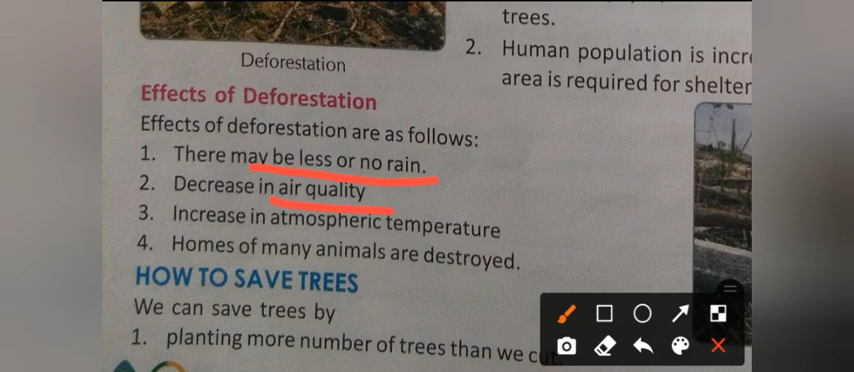 trees.
Deforestation
2. Human population is
area is required for shelter
Effects of Deforestation
Effects of deforestation are as follows:
1. There may be less or no rain.
2. Decrease in air quality
3. Increase in atmospheric temperature
4. Homes of many animals are destroyed.
HOW TO SAVE TREES
We can save trees by
1. planting more number of trees than we